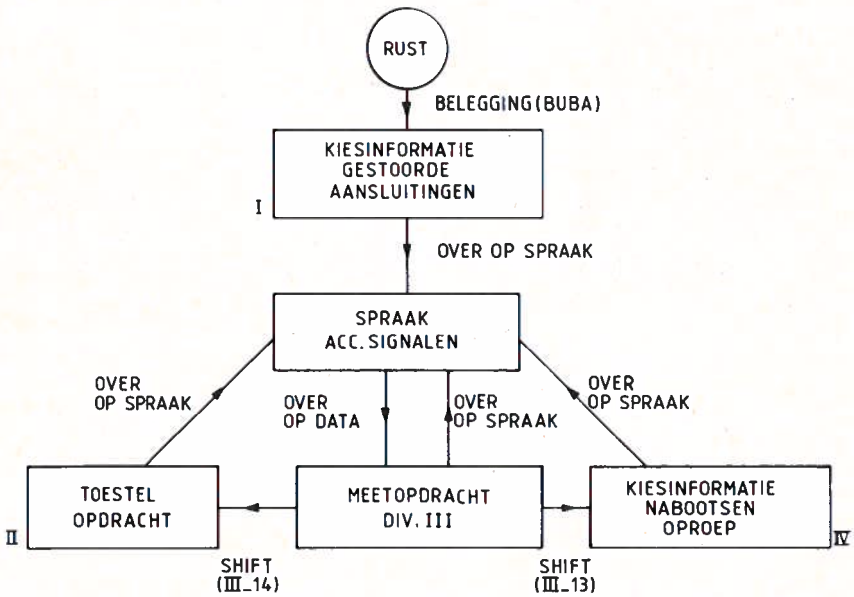 RUST
BELEGGING (BUBA)
KIESINFORMATIE
GESTOORDE
AANSLUITINGEN
I
OVER OP SPRAAK
SPRAAK
ACC. SIGNALEN
OVER
OP SPRAAK
OVER
OP DATA
OVER
OP SPRAAK
OVER
OP SPRAAK
TOESTEL
OPDRACHT
II
MEETOPDRACHT
DIV. III
KIESINFORMATIE
NABOOTSEN
OPROEP
IV
SHIFT
(III_14)
SHIFT
(III_13)